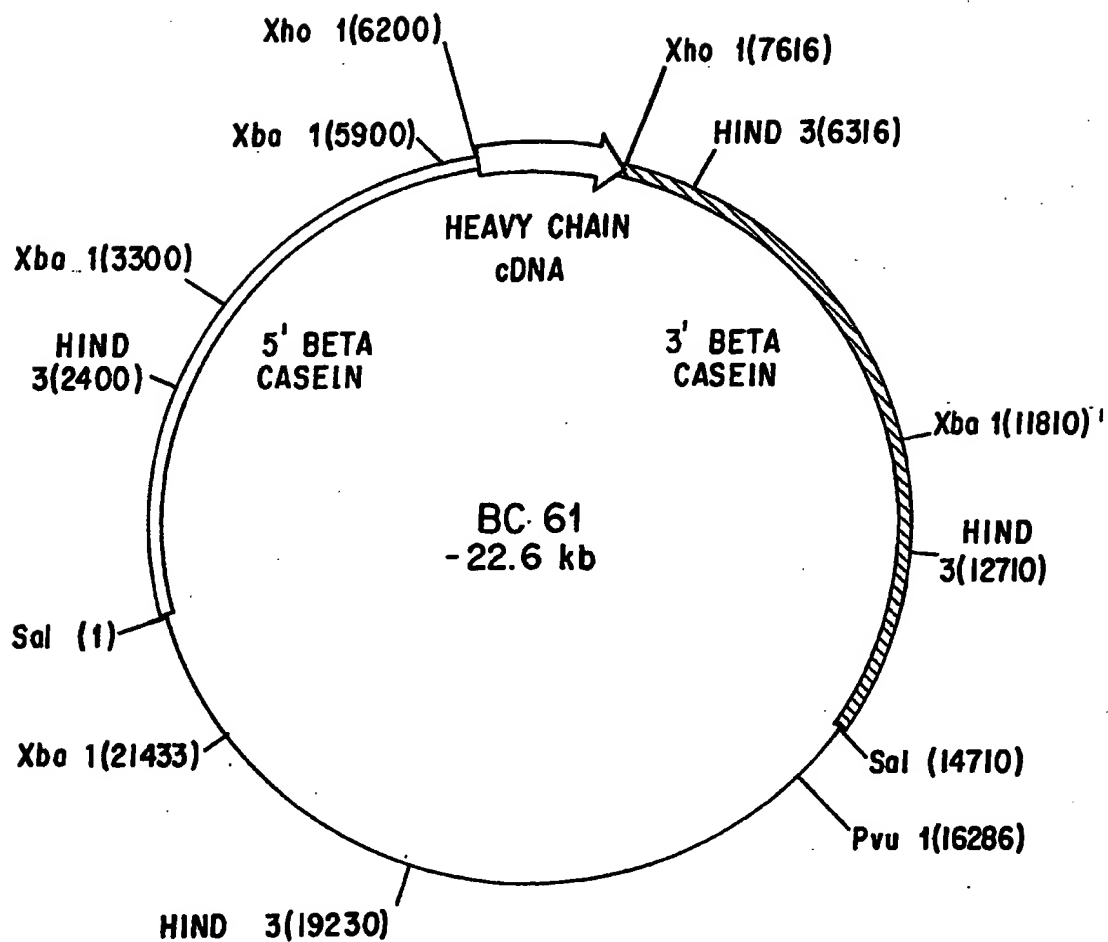 Xho 1(6200)
Xho 1(7616)
Xba 1(5900)
HIND 3(6316)
HEAVY CHAIN
cDNA
Xba 1(3300)
HIND
3(2400)
5' BETA
CASEIN
3' BETA
CASEIN
Xba 1(11810)'
BC 61
-22.6 kb
HIND
3(12710)
Sal (1)
Xba 1(21433)
Sal (14710)
Pvu 1(16286)
HIND 3(19230)